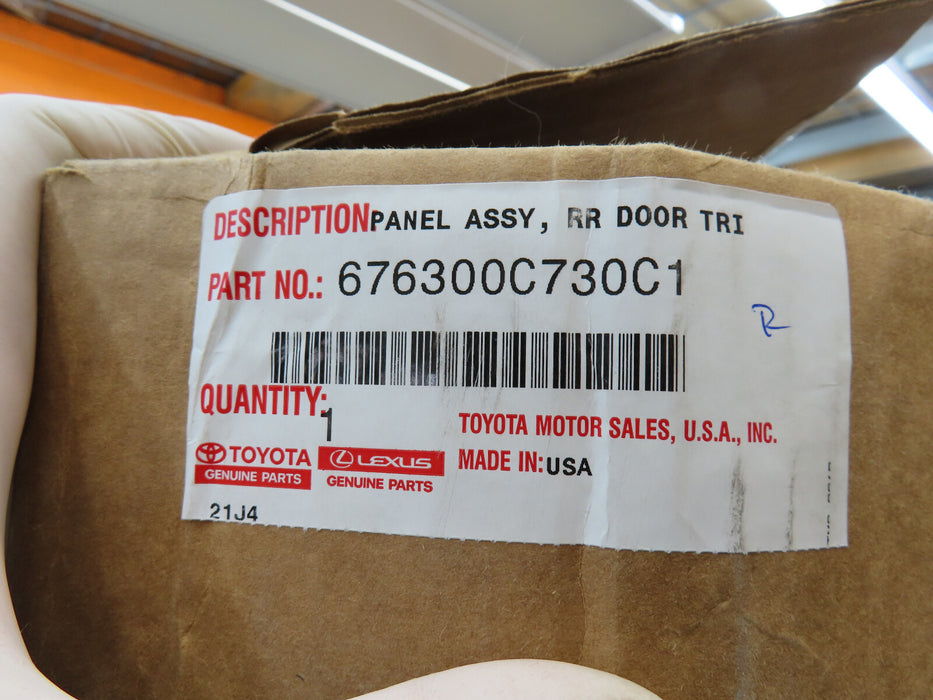 DESCRIPTION PANEL ASSY, RR DOOR TRI
PART NO.: 676300C730C1
R
QUANTITY: 1
TOYOTA MOTOR SALES, U.S.A., INC.
TOYOTA
GENUINE PARTS
LEXUS
GENUINE PARTS
MADE IN: USA
21J4